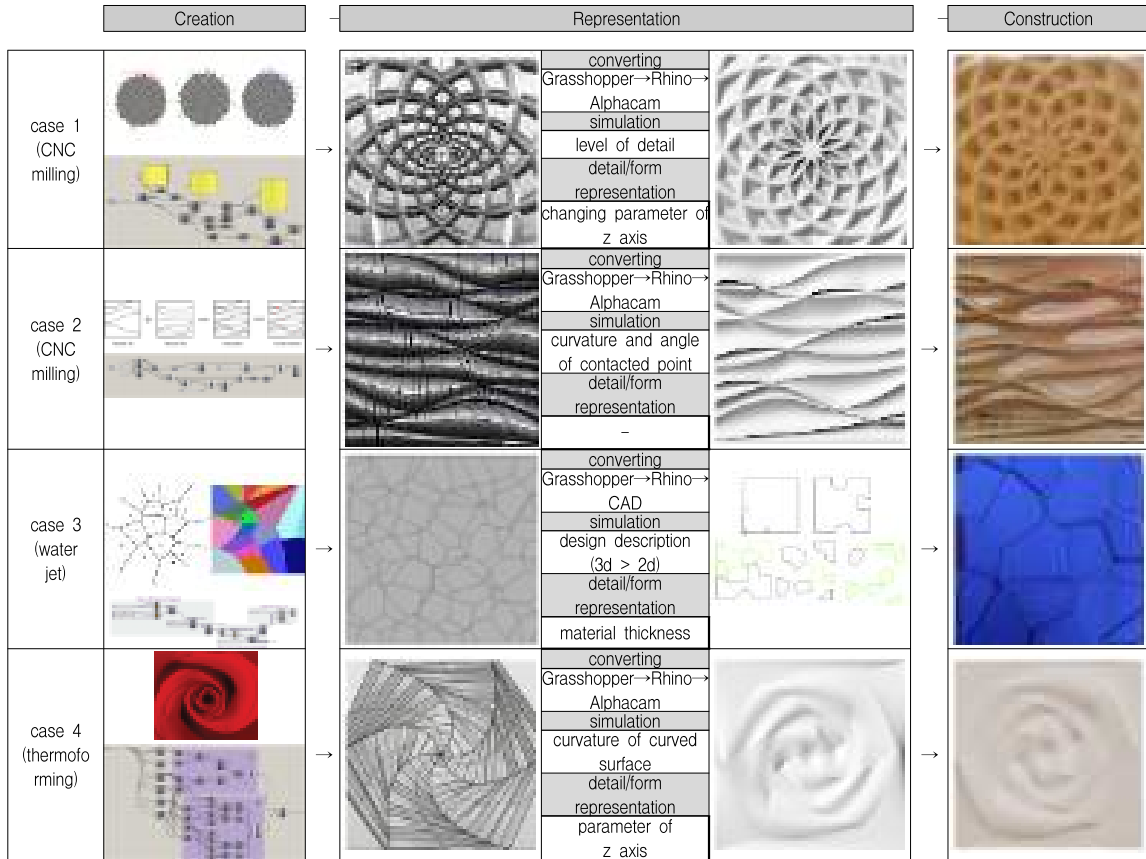 Creation
Representation
Construction
case 1
(CNC
milling)
converting
Grasshopper→Rhino→
Alphacam
simulation
level of detail
detail/form
representation
changing parameter of
z axis
case 2
(CNC
milling)
converting
Grasshopper→Rhino→
Alphacam
simulation
curvature and angle
of contacted point
detail/form
representation
–
case 3
(water
jet)
converting
Grasshopper→Rhino→
CAD
simulation
design description
(3d > 2d)
detail/form
representation
material thickness
case 4
(thermofo
rming)
converting
Grasshopper→Rhino→
Alphacam
simulation
curvature of curved
surface
detail/form
representation
parameter of
z axis